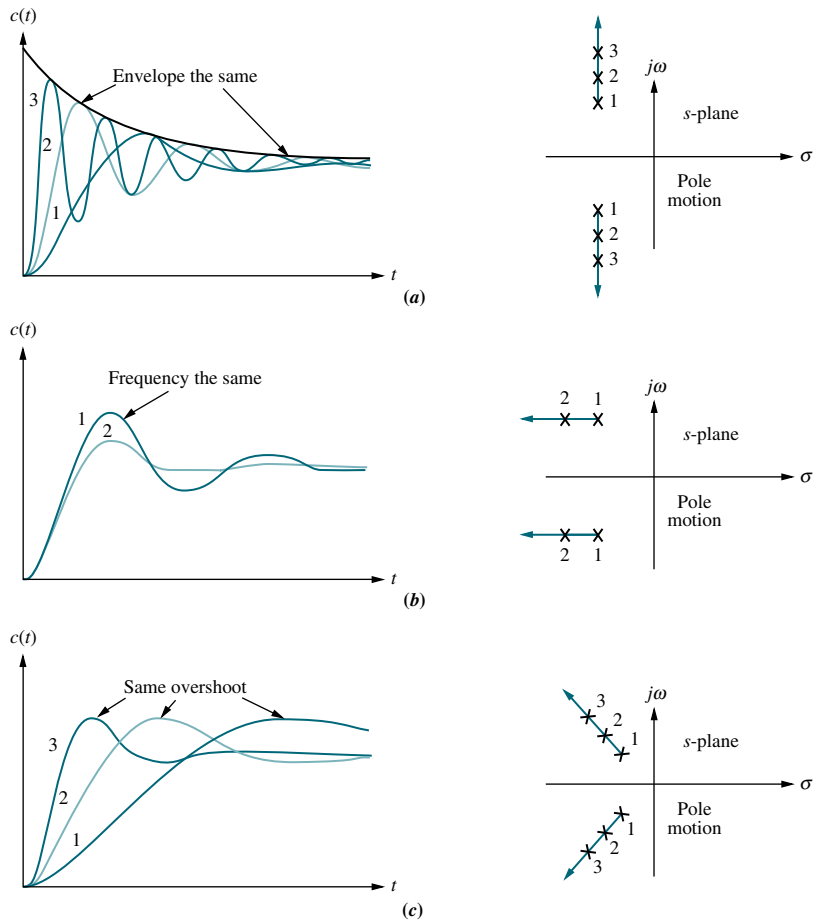 c(t)
Envelope the same
3
2
1
t
jω
3
2
1
s-plane
σ
Pole
motion
1
2
3
(a)
c(t)
Frequency the same
1
2
t
jω
2 1
s-plane
σ
Pole
motion
2 1
(b)
c(t)
Same overshoot
3
2
1
t
jω
3
2
1
s-plane
σ
Pole
motion
1
2
3
(c)